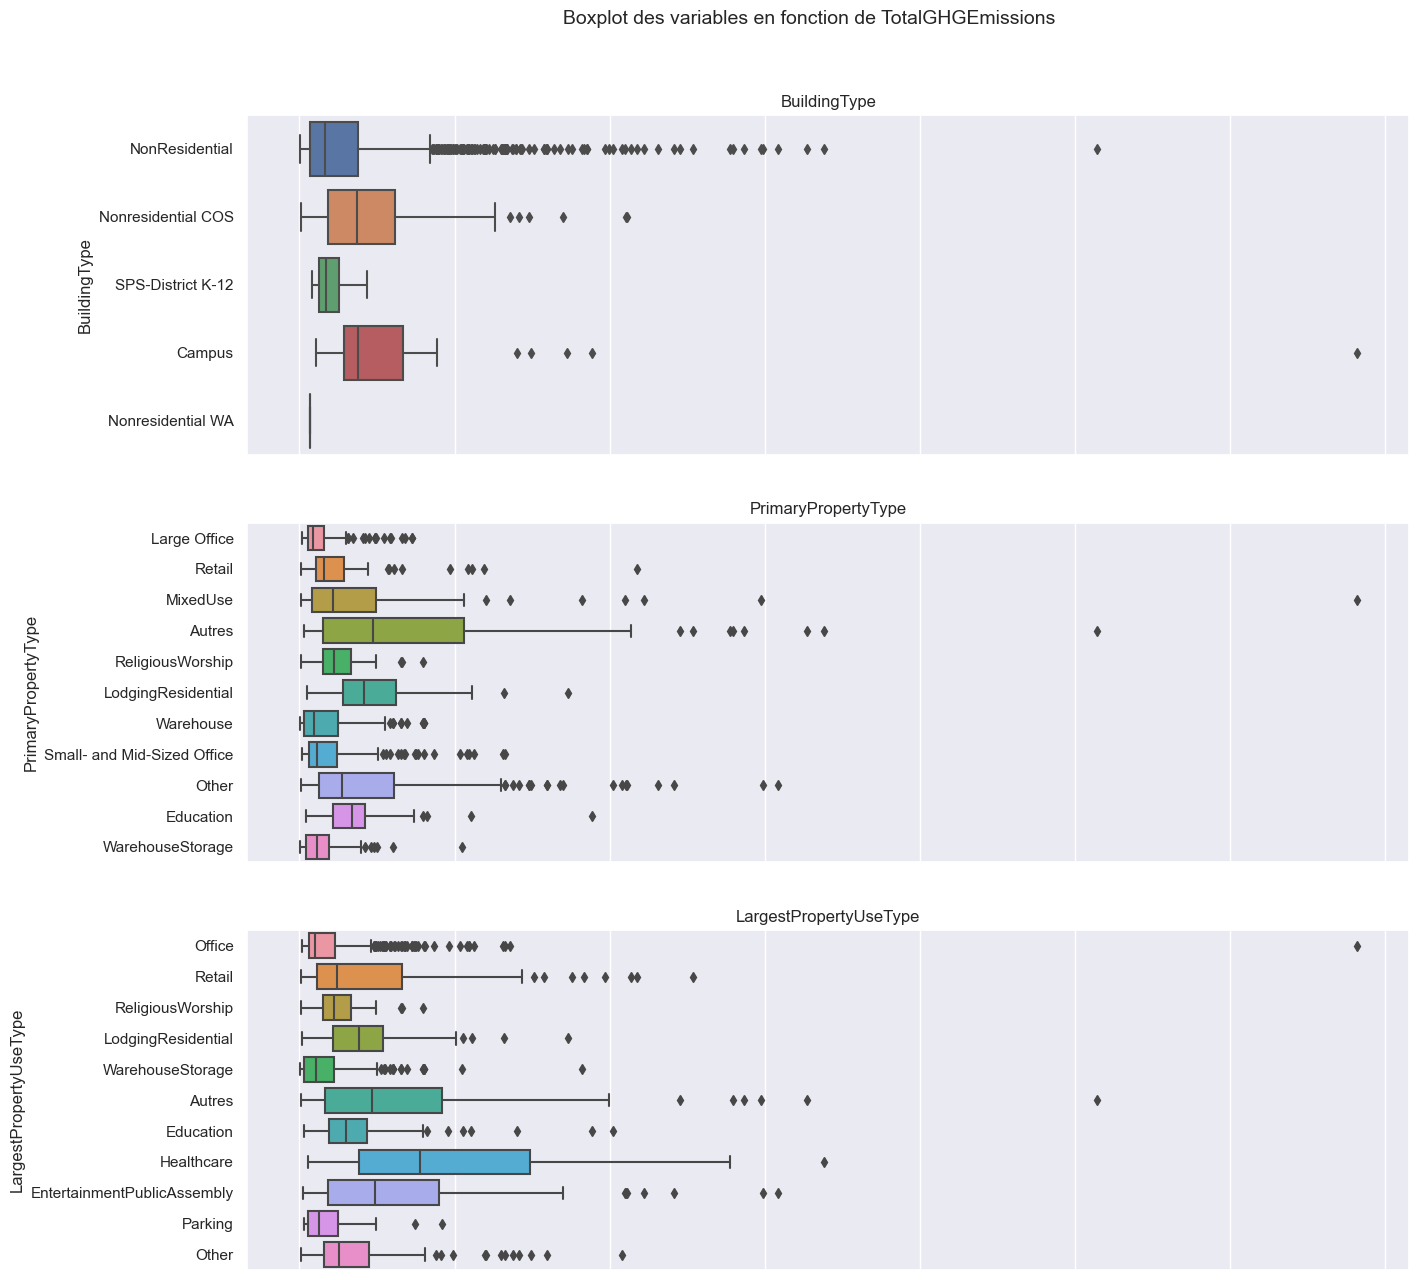 Boxplot des variables en fonction de TotalGHGEmissions
BuildingType
BuildingType
NonResidential
Nonresidential COS
SPS-District K-12
Campus
Nonresidential WA
PrimaryPropertyType
PrimaryPropertyType
Large Office
Retail
MixedUse
Autres
ReligiousWorship
LodgingResidential
Warehouse
Small- and Mid-Sized Office
Other
Education
WarehouseStorage
LargestPropertyUseType
LargestPropertyUseType
Office
Retail
ReligiousWorship
LodgingResidential
WarehouseStorage
Autres
Education
Healthcare
EntertainmentPublicAssembly
Parking
Other